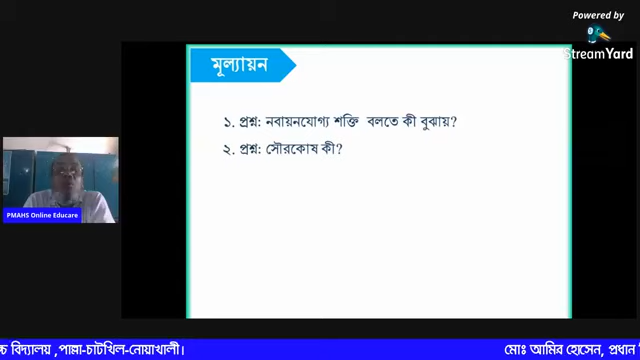 Powered by
StreamYard
মূল্যায়ন
১. প্রশ্ন: নবায়নযোগ্য শক্তি বলতে কী বুঝায়?
২. প্রশ্ন: সৌরকোষ কী?
PMAHS Online Educare
বিদ্যালয় ,পাল্লা-চাটখিল-নোয়াখালী। মোঃ আমির হোসেন, প্রধান